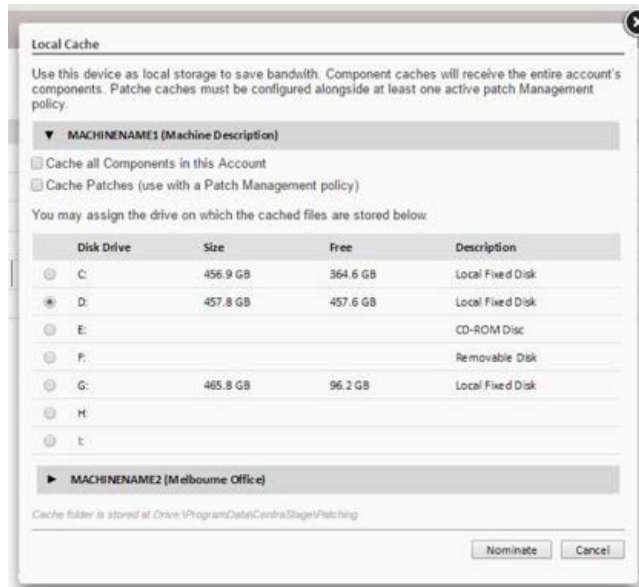 Local Cache
Use this device as local storage to save bandwith. Component caches will receive the entire account's
components. Patche caches must be configured alongside at least one active patch Management
policy.
▼ MACHINENAME1 (Machine Description)
Cache all Components in this Account
Cache Patches (use with a Patch Management policy)
You may assign the drive on which the cached files are stored below.
Disk Drive Size Free Description
C: 456.9 GB 364.6 GB Local Fixed Disk
D: 457.8 GB 457.6 GB Local Fixed Disk
E: CD-ROM Disc
F: Removable Disk
G: 465.8 GB 96.2 GB Local Fixed Disk
H:
I:
► MACHINENAME2 (Melbourne Office)
Cache folder is stored at Drive:\ProgramData\CentraStage\Patching
Nominate Cancel